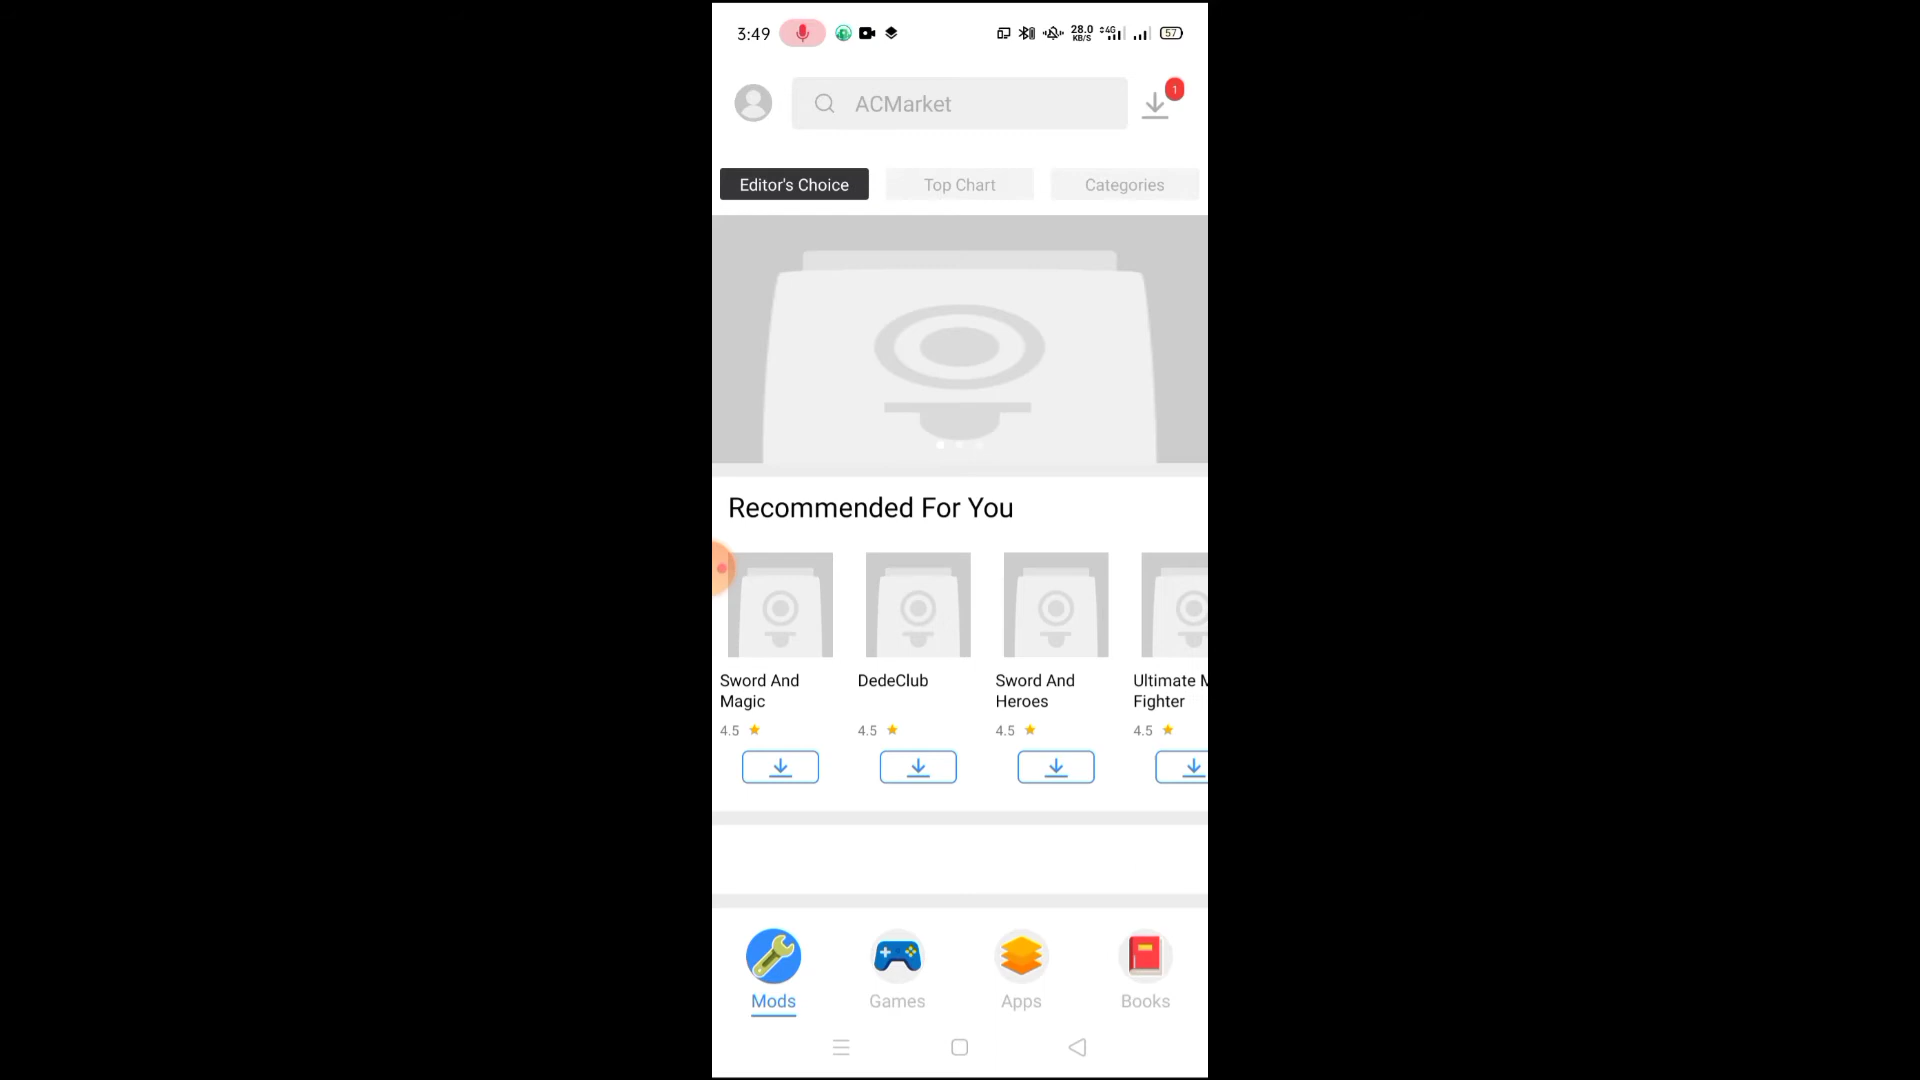 3:49
28.0
KB/S
4G
57
ACMarket
1
Editor's Choice
Top Chart
Categories
Recommended For You
Sword And
Magic
4.5
DedeClub
4.5
Sword And
Heroes
4.5
Ultimate M
Fighter
4.5
Mods
Games
Apps
Books